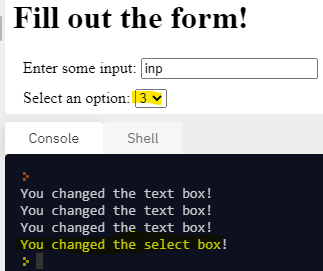 Fill out the form!
Enter some input: inp
Select an option: 3
Console Shell
>
You changed the text box!
You changed the text box!
You changed the text box!
You changed the select box!
>